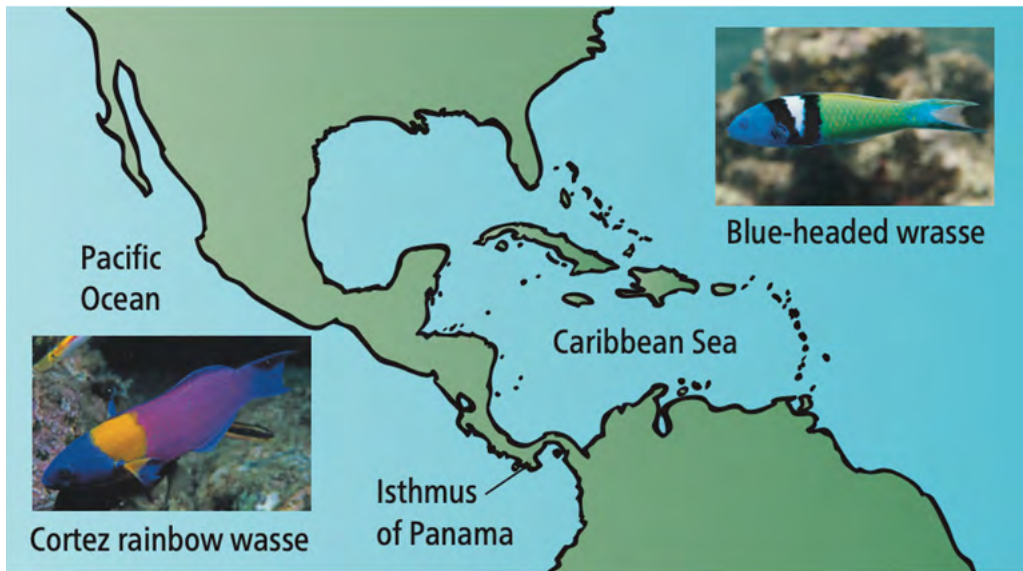 Blue-headed wrasse
Pacific
Ocean
Caribbean Sea
Isthmus
of Panama
Cortez rainbow wasse